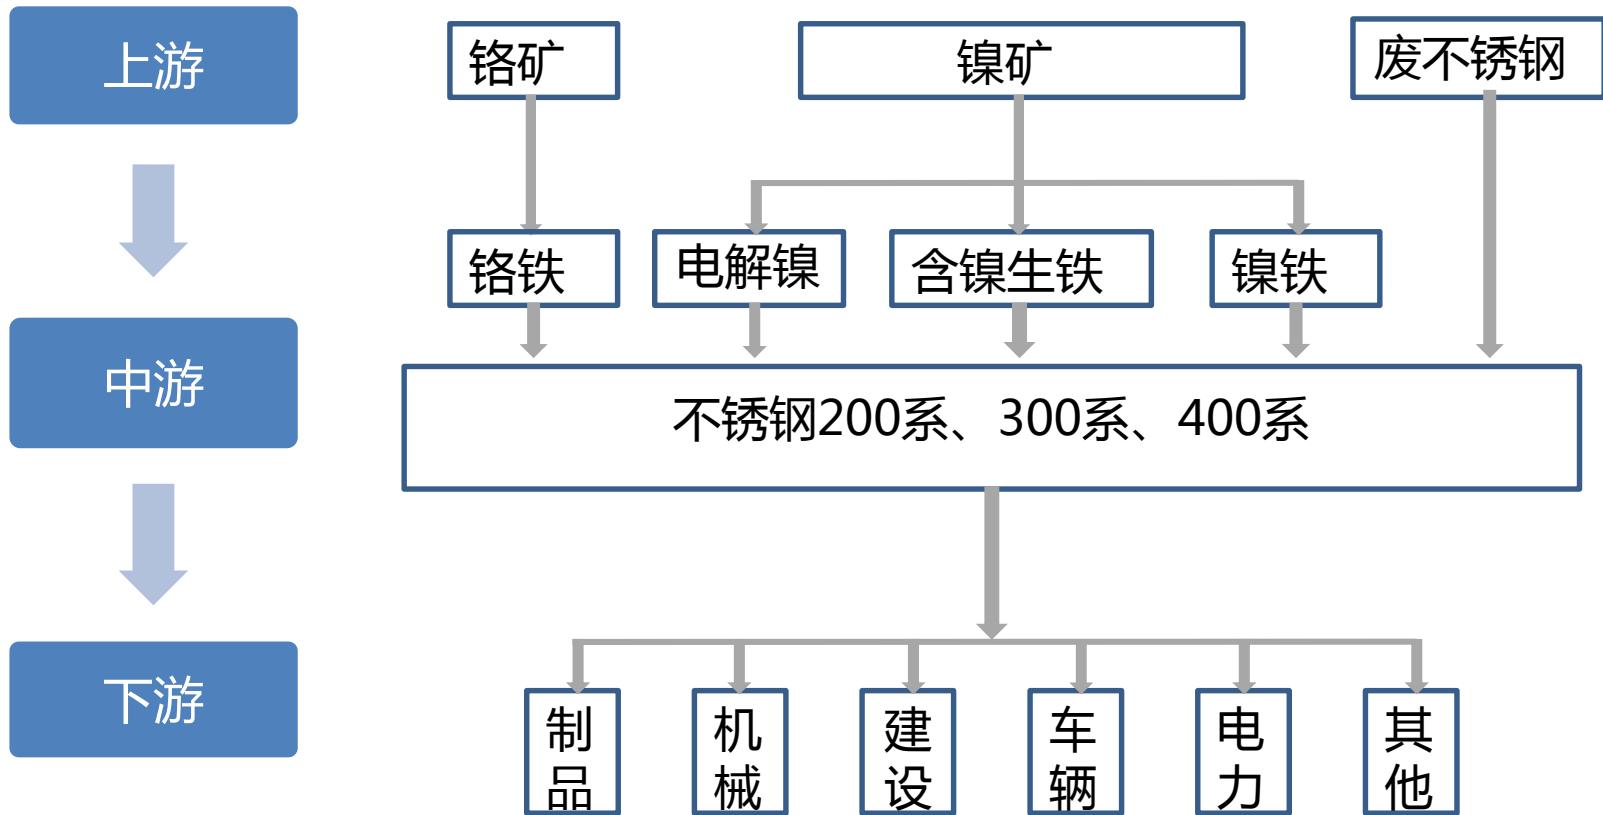 上游
铬矿
镍矿
废不锈钢
铬铁
电解镍
含镍生铁
镍铁
中游
不锈钢200系、300系、400系
下游
制品
机械
建设
车辆
电力
其他